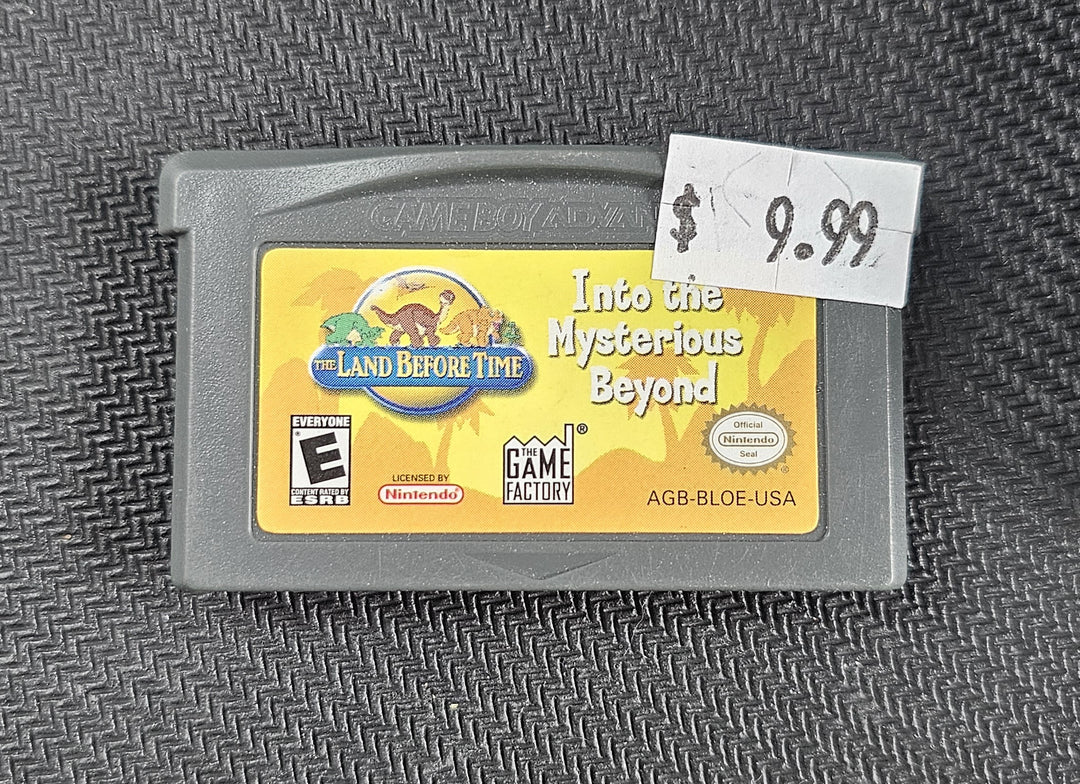 GAME BOY ADVAN
$ 9.99
THE LAND BEFORE TIME
Into the
Mysterious
Beyond
EVERYONE
E
CONTENT RATED BY
ESRB
LICENSED BY
Nintendo
THE
GAME
FACTORY
®
Official
Nintendo
Seal
®
AGB-BLOE-USA